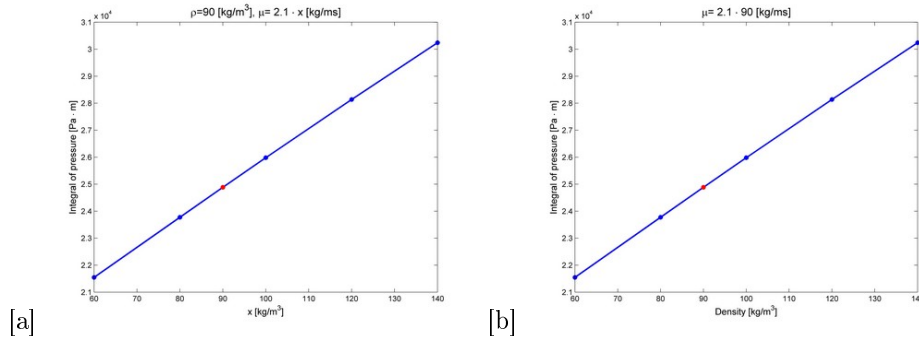 ρ=90 [kg/m³], μ= 2.1 · x [kg/ms]
x 10⁴
3.1
3
2.9
2.8
2.7
2.6
2.5
2.4
2.3
2.2
2.1
Integral of pressure [Pa · m]
60 70 80 90 100 110 120 130 140
x [kg/m³]
[a]
μ= 2.1 · 90 [kg/ms]
x 10⁴
3.1
3
2.9
2.8
2.7
2.6
2.5
2.4
2.3
2.2
2.1
Integral of pressure [Pa · m]
60 70 80 90 100 110 120 130 140
Density [kg/m³]
[b]